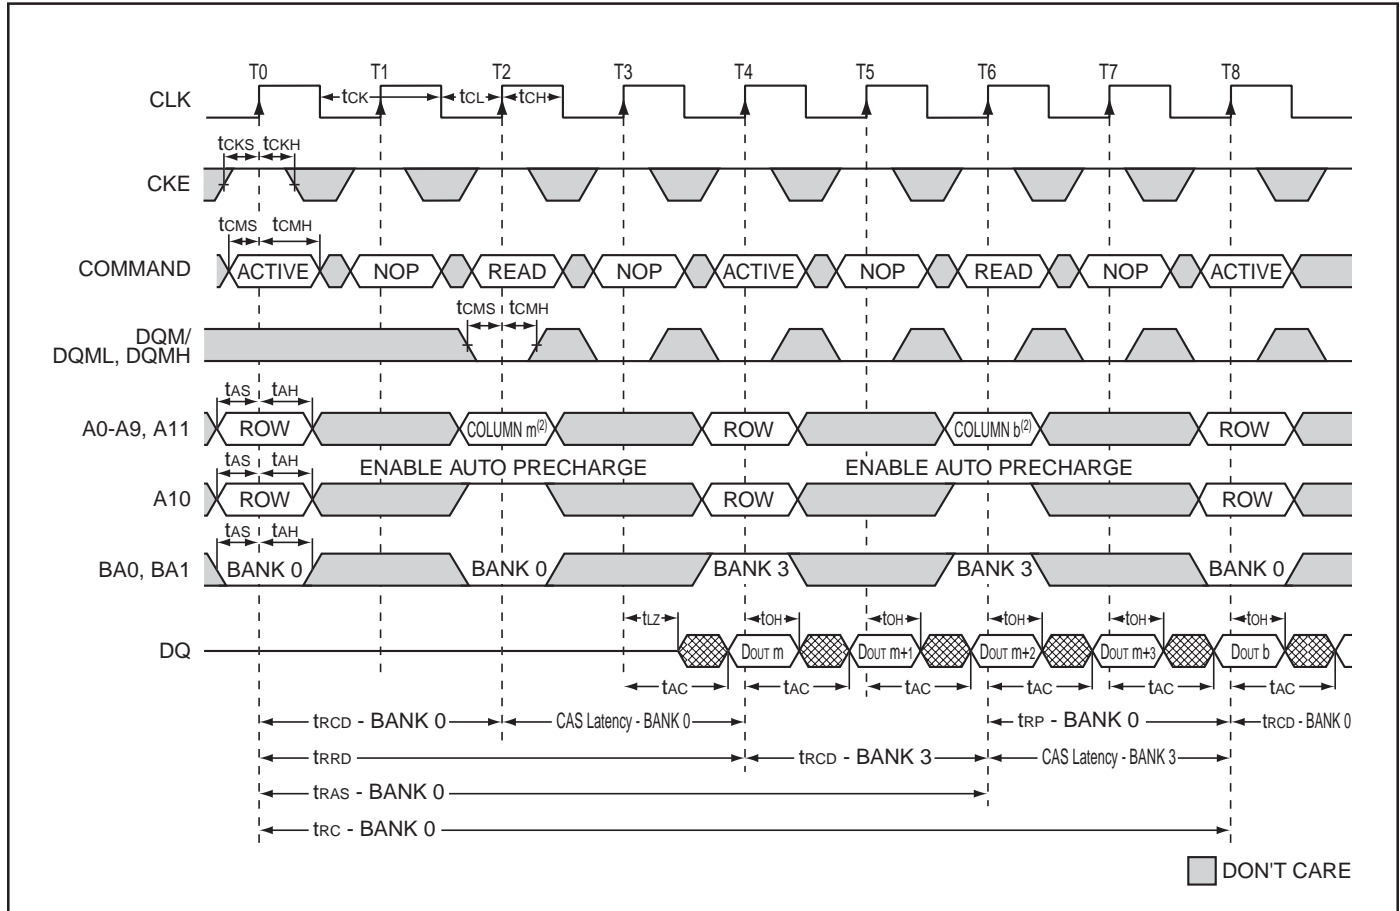 T0 T1 T2 T3 T4 T5 T6 T7 T8
CLK
tCK tCL tCH
tCKS tCKH
CKE
tCMS tCMH
COMMAND ACTIVE NOP READ NOP ACTIVE NOP READ NOP ACTIVE
tCMS tCMH
DQM/
DQML, DQMH
tAS tAH
A0-A9, A11 ROW COLUMN m(2) ROW COLUMN b(2) ROW
tAS tAH ENABLE AUTO PRECHARGE ENABLE AUTO PRECHARGE
A10 ROW ROW ROW
tAS tAH
BA0, BA1 BANK 0 BANK 0 BANK 3 BANK 3 BANK 0
tLZ tOH tOH tOH tOH tOH
DQ DOUT m DOUT m+1 DOUT m+2 DOUT m+3 DOUT b
tAC tAC tAC tAC tAC tAC
tRCD - BANK 0 CAS Latency - BANK 0 tRP - BANK 0 tRCD - BANK 0
tRRD tRCD - BANK 3 CAS Latency - BANK 3
tRAS - BANK 0
tRC - BANK 0
DON'T CARE